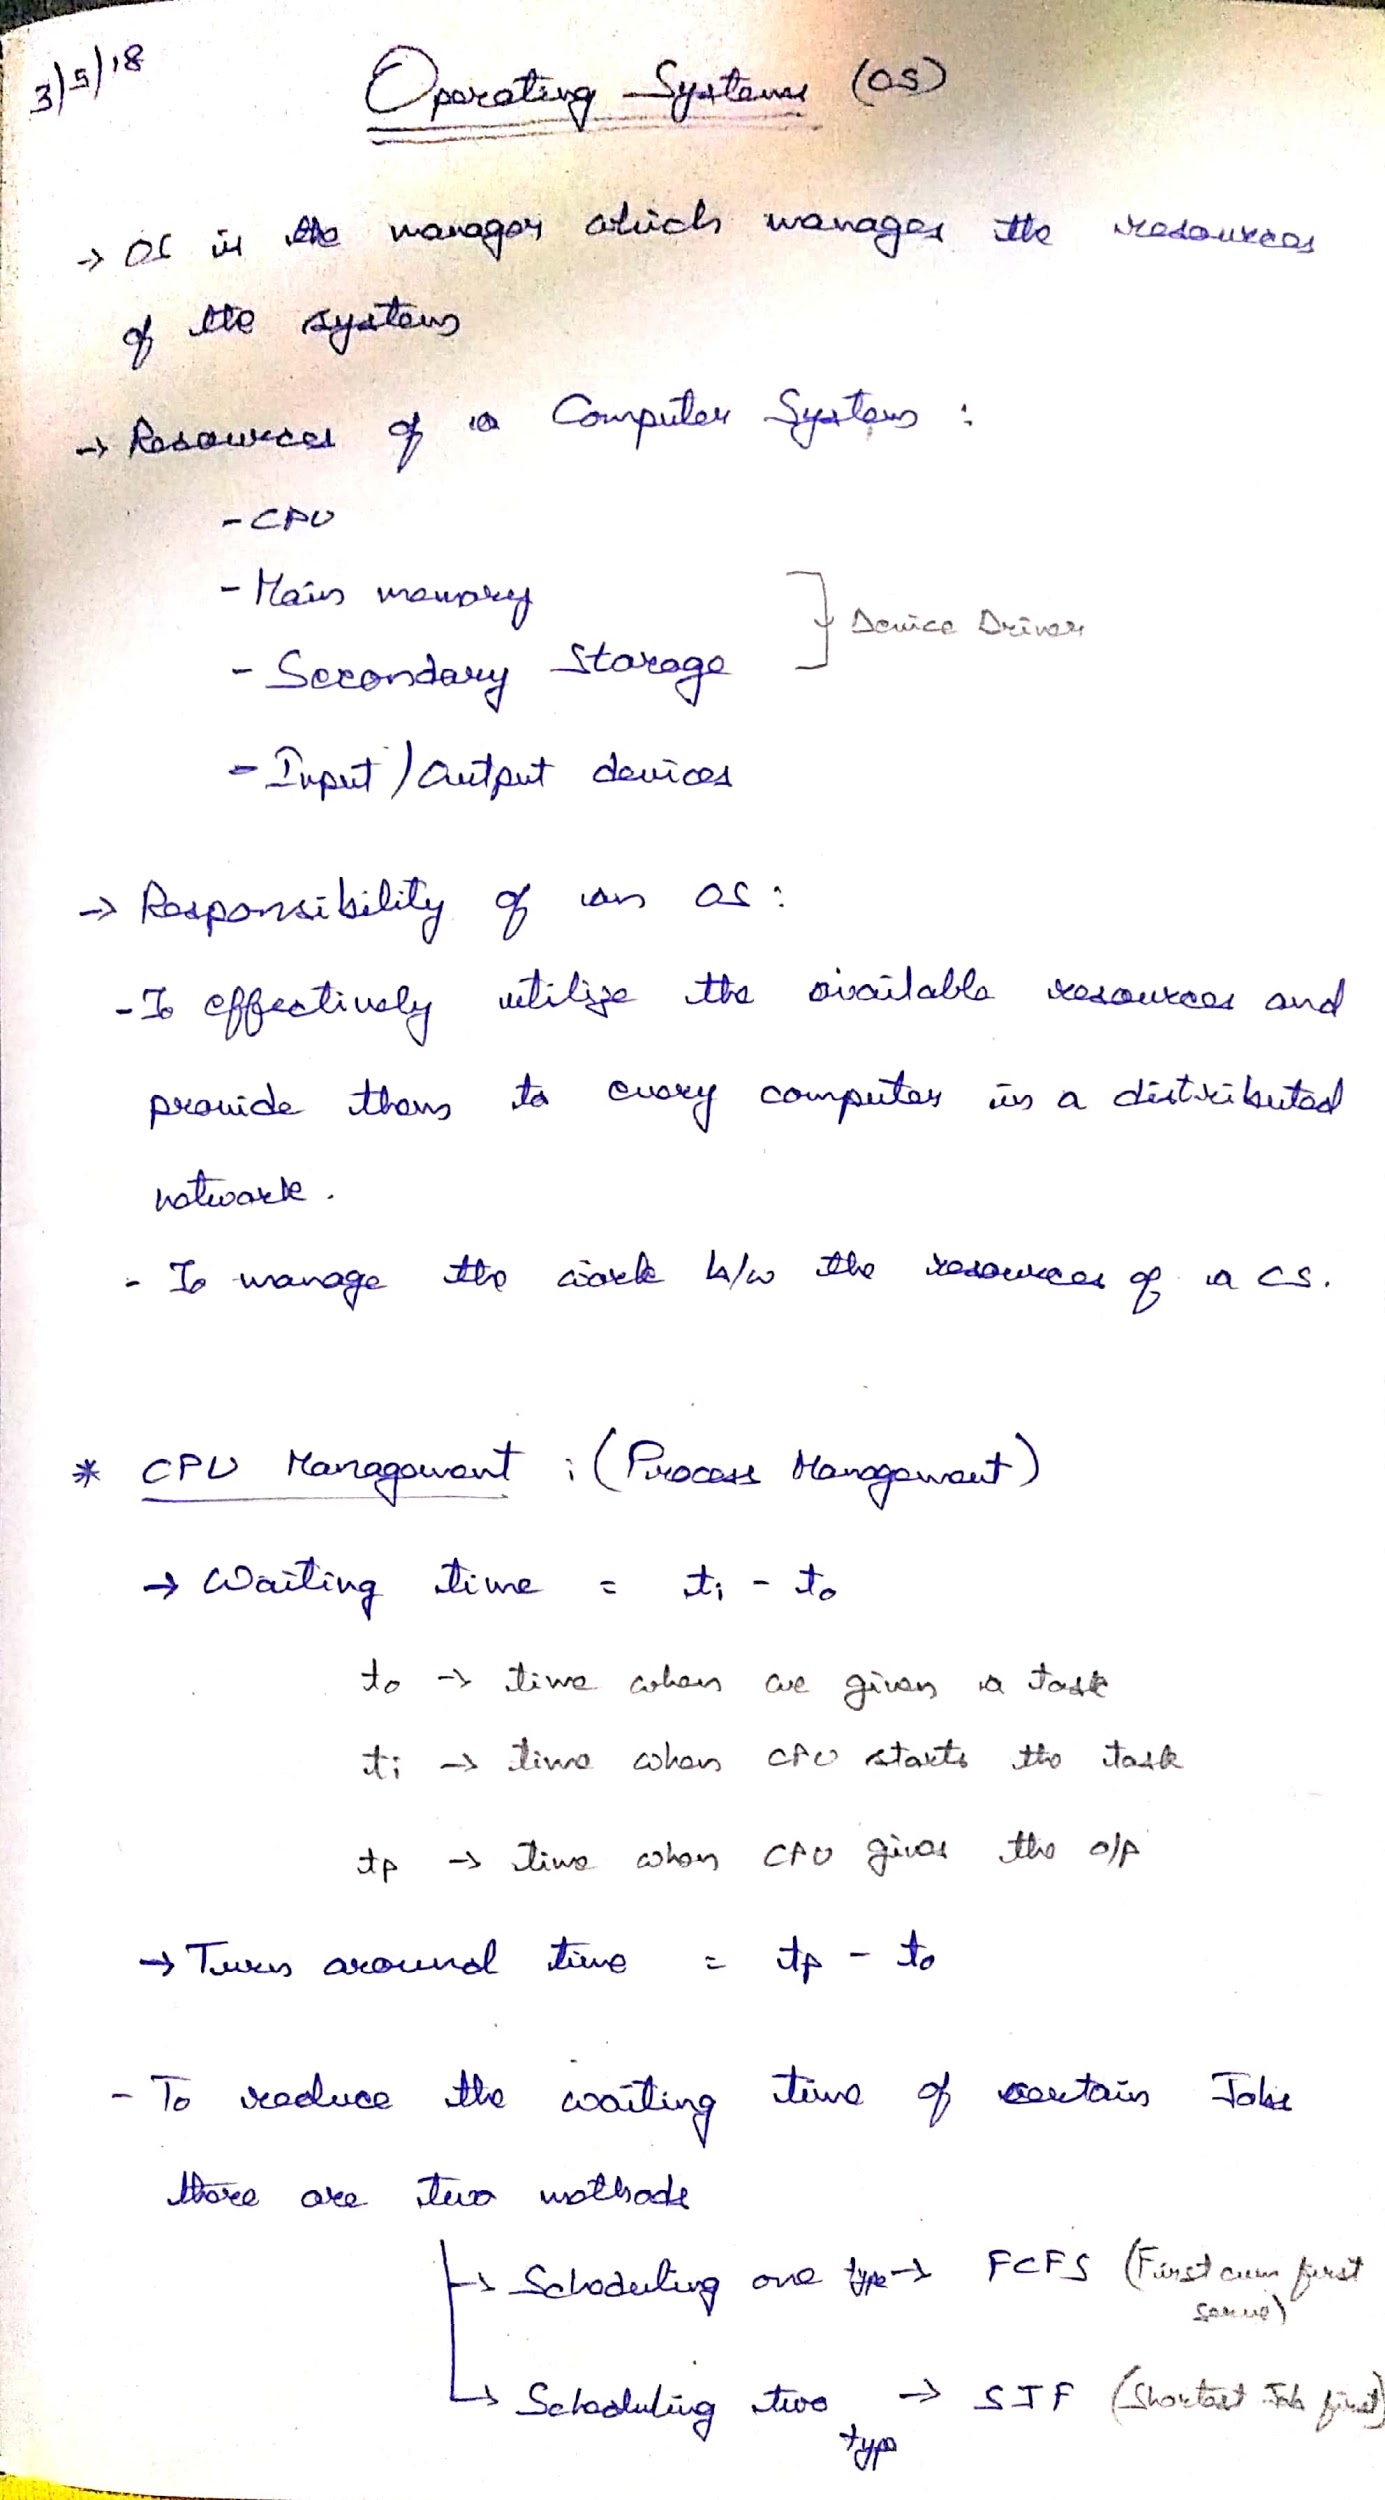 3/5/18
Operating Systems (OS)
→ OS is the manager which manages the resources
of the system
→ Resources of a Computer System :
- CPU
- Main memory
- Secondary Storage
} Device Driver
- Input / Output devices
→ Responsibility of an OS :
- To effectively utilize the available resources and
provide them to every computer in a distributed
network .
- To manage the work b/w the resources of a CS.
* CPU Management : (Process Management)
→ Waiting time = ti - to
to → time when we given a task
ti → time when CPU starts the task
tp → time when CPU gives the o/p
→ Turn around time = tp - to
- To reduce the waiting time of certain Jobs
there are two methods
→ Scheduling one type → FCFS (First cum first
serve)
→ Scheduling two type → SJF (Shortest Job first)